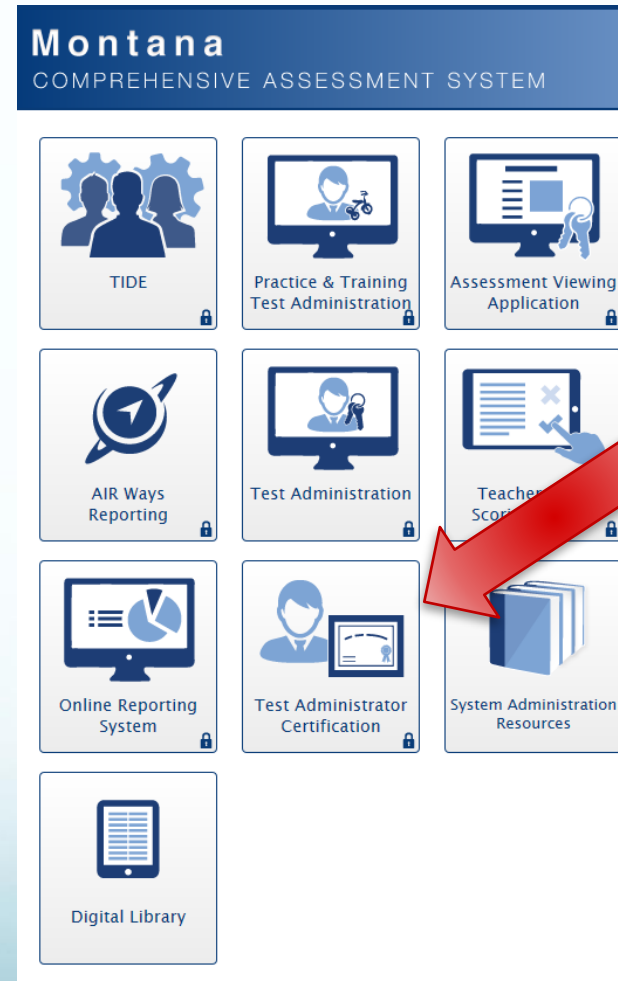 Montana
COMPREHENSIVE ASSESSMENT SYSTEM
TIDE
Practice & Training
Test Administration
Assessment Viewing
Application
AIR Ways
Reporting
Test Administration
Teacher
Online Reporting
System
Test Administrator
Certification
System Administration
Resources
Digital Library